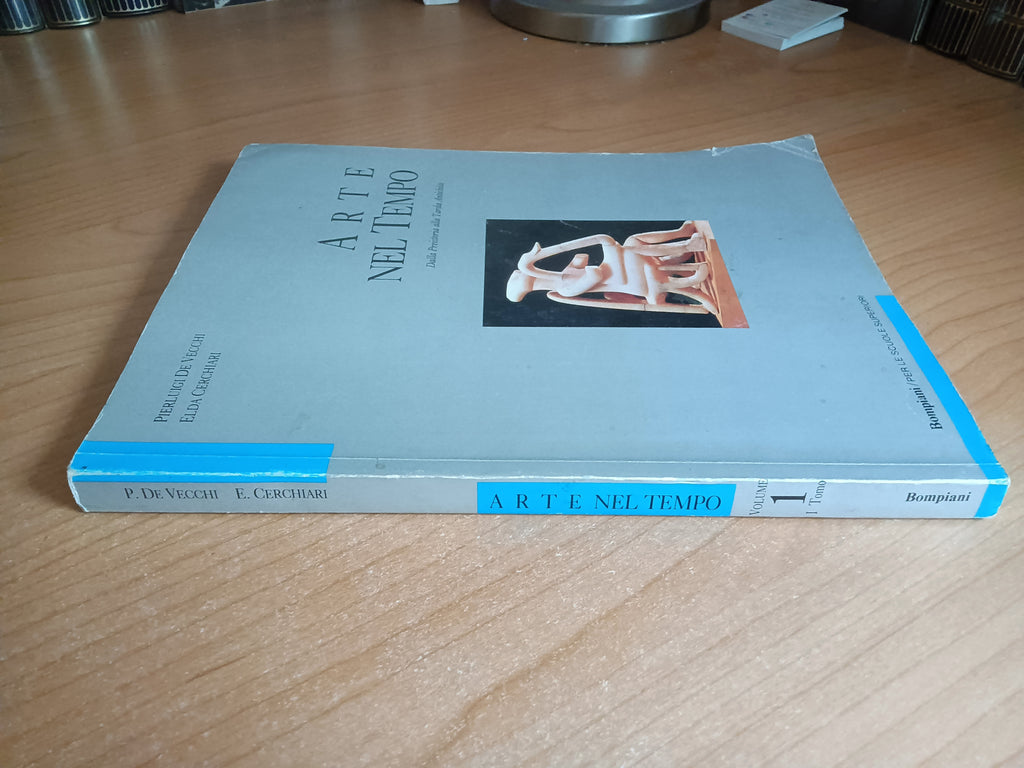 PIERLUIGI DE VECCHI
ELDA CERCHIARI
ARTE
NEL TEMPO
Dalla Preistoria alla Tarda Antichità
Bompiani / PER LE SCUOLE SUPERIORI
P. DE VECCHI E. CERCHIARI
ARTE NEL TEMPO
VOLUME
1
I Tomo
Bompiani